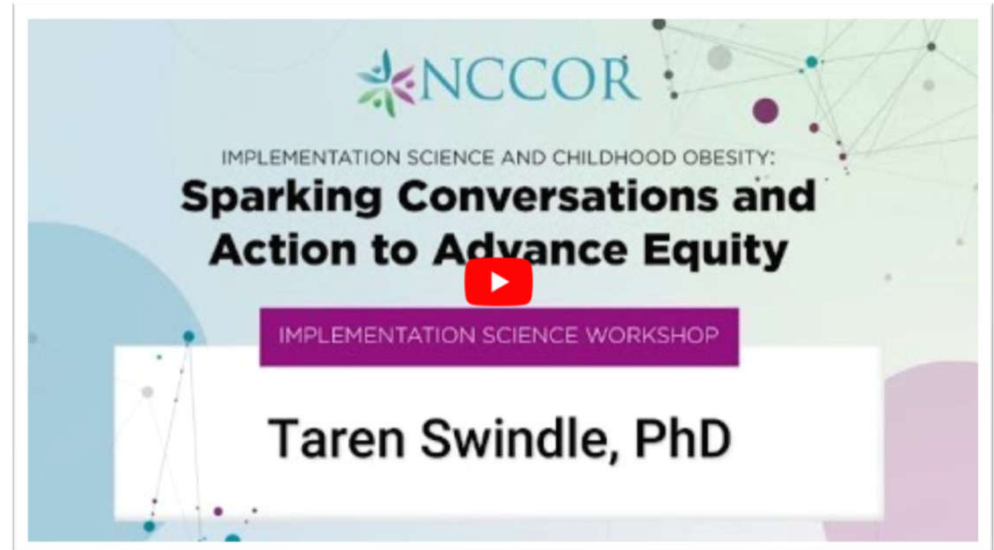 NCCOR
IMPLEMENTATION SCIENCE AND CHILDHOOD OBESITY:
Sparking Conversations and
Action to Advance Equity
IMPLEMENTATION SCIENCE WORKSHOP
Taren Swindle, PhD